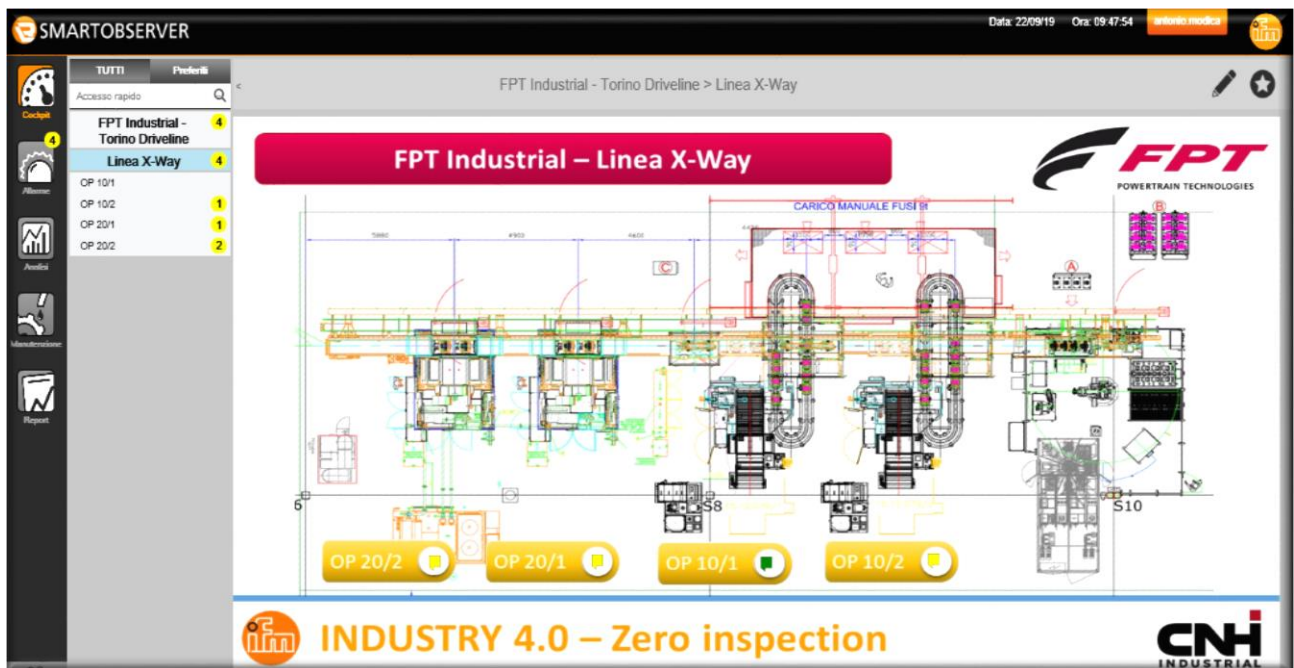 SMARTOBSERVER
Data: 22/09/19 Ora: 09:47:54 antonio.modica
ifm
Cockpit
4
Allarme
Analisi
Manutenzione
Report
TUTTI Preferiti
Accesso rapido
FPT Industrial - Torino Driveline 4
Linea X-Way 4
OP 10/1
OP 10/2 1
OP 20/1 1
OP 20/2 2
<
FPT Industrial - Torino Driveline > Linea X-Way
FPT Industrial – Linea X-Way
FPT
POWERTRAIN TECHNOLOGIES
CARICO MANUALE FUSI 9t
B
C
A
6
S8
S10
OP 20/2
OP 20/1
OP 10/1
OP 10/2
ifm
INDUSTRY 4.0 – Zero inspection
CNH
INDUSTRIAL